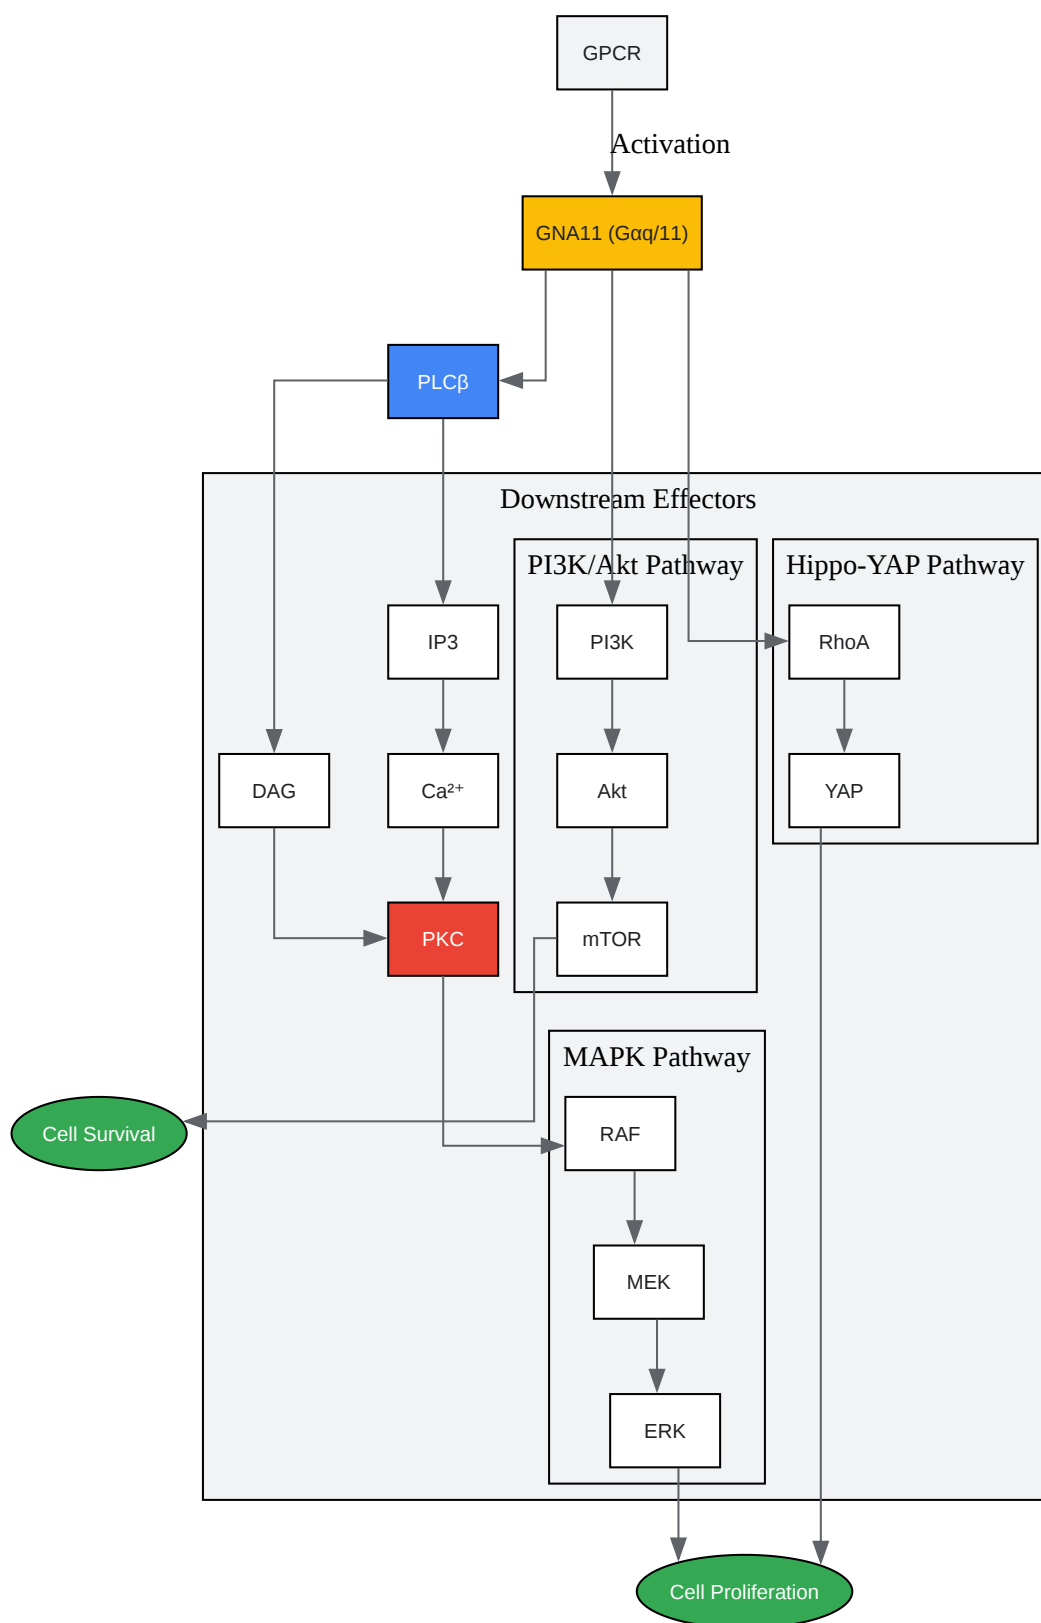 GPCR
Activation
GNA11 (Gαq/11)
PLCβ
Downstream Effectors
PI3K/Akt Pathway
Hippo-YAP Pathway
IP3
PI3K
RhoA
DAG
Ca²⁺
Akt
YAP
PKC
mTOR
MAPK Pathway
Cell Survival
RAF
MEK
ERK
Cell Proliferation